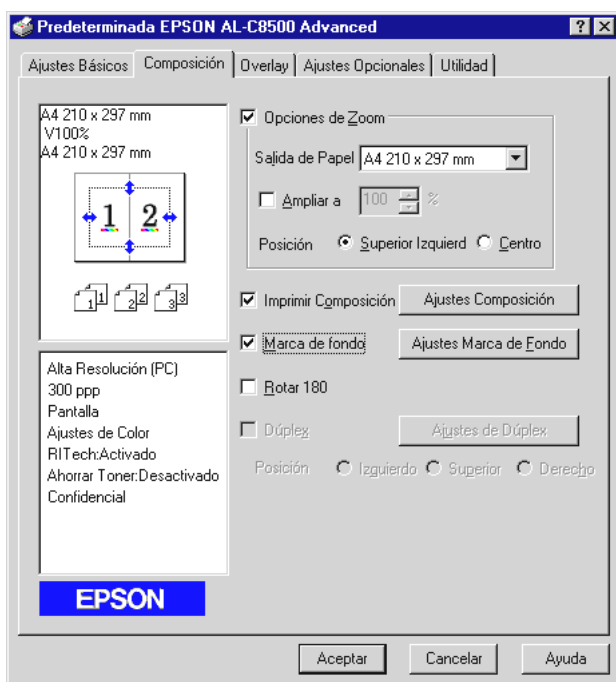 Predeterminada EPSON AL-C8500 Advanced
Ajustes Básicos Composición Overlay Ajustes Opcionales Utilidad
A4 210 x 297 mm
V100%
A4 210 x 297 mm
1 2
1 1 2 2 3 3
Opciones de Zoom
Salida de Papel A4 210 x 297 mm
Ampliar a 100 %
Posición Superior Izquierd Centro
Imprimir Composición Ajustes Composición
Marca de fondo Ajustes Marca de Fondo
Rotar 180
Dúplex Ajustes de Dúplex
Posición Izquierdo Superior Derecho
Alta Resolución (PC)
300 ppp
Pantalla
Ajustes de Color
RITech:Activado
Ahorrar Toner:Desactivado
Confidencial
EPSON
Aceptar Cancelar Ayuda